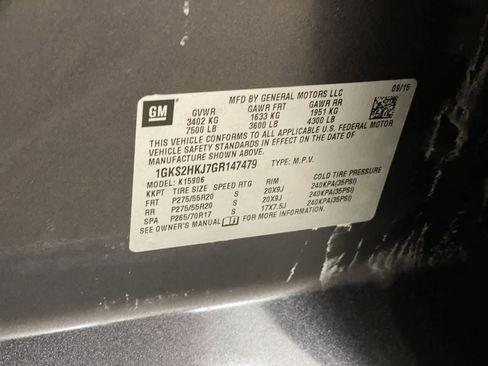 GM
MFD BY GENERAL MOTORS LLC 09/15
GVWR GAWR FRT GAWR RR
3402 KG 1633 KG 1951 KG
7500 LB 3600 LB 4300 LB
THIS VEHICLE CONFORMS TO ALL APPLICABLE U.S. FEDERAL MOTOR
VEHICLE SAFETY STANDARDS IN EFFECT ON THE DATE OF
MANUFACTURE SHOWN ABOVE.
1GKS2HKJ7GR147479 TYPE: M.P.V.
MODEL: K15906
KKPT TIRE SIZE SPEED RTG RIM COLD TIRE PRESSURE
FRT P275/55R20 S 20X9J 240KPA(35PSI)
RR P275/55R20 S 20X9J 240KPA(35PSI)
SPA P265/70R17 S 17X7.5J 240KPA(35PSI)
SEE OWNER'S MANUAL FOR MORE INFORMATION.